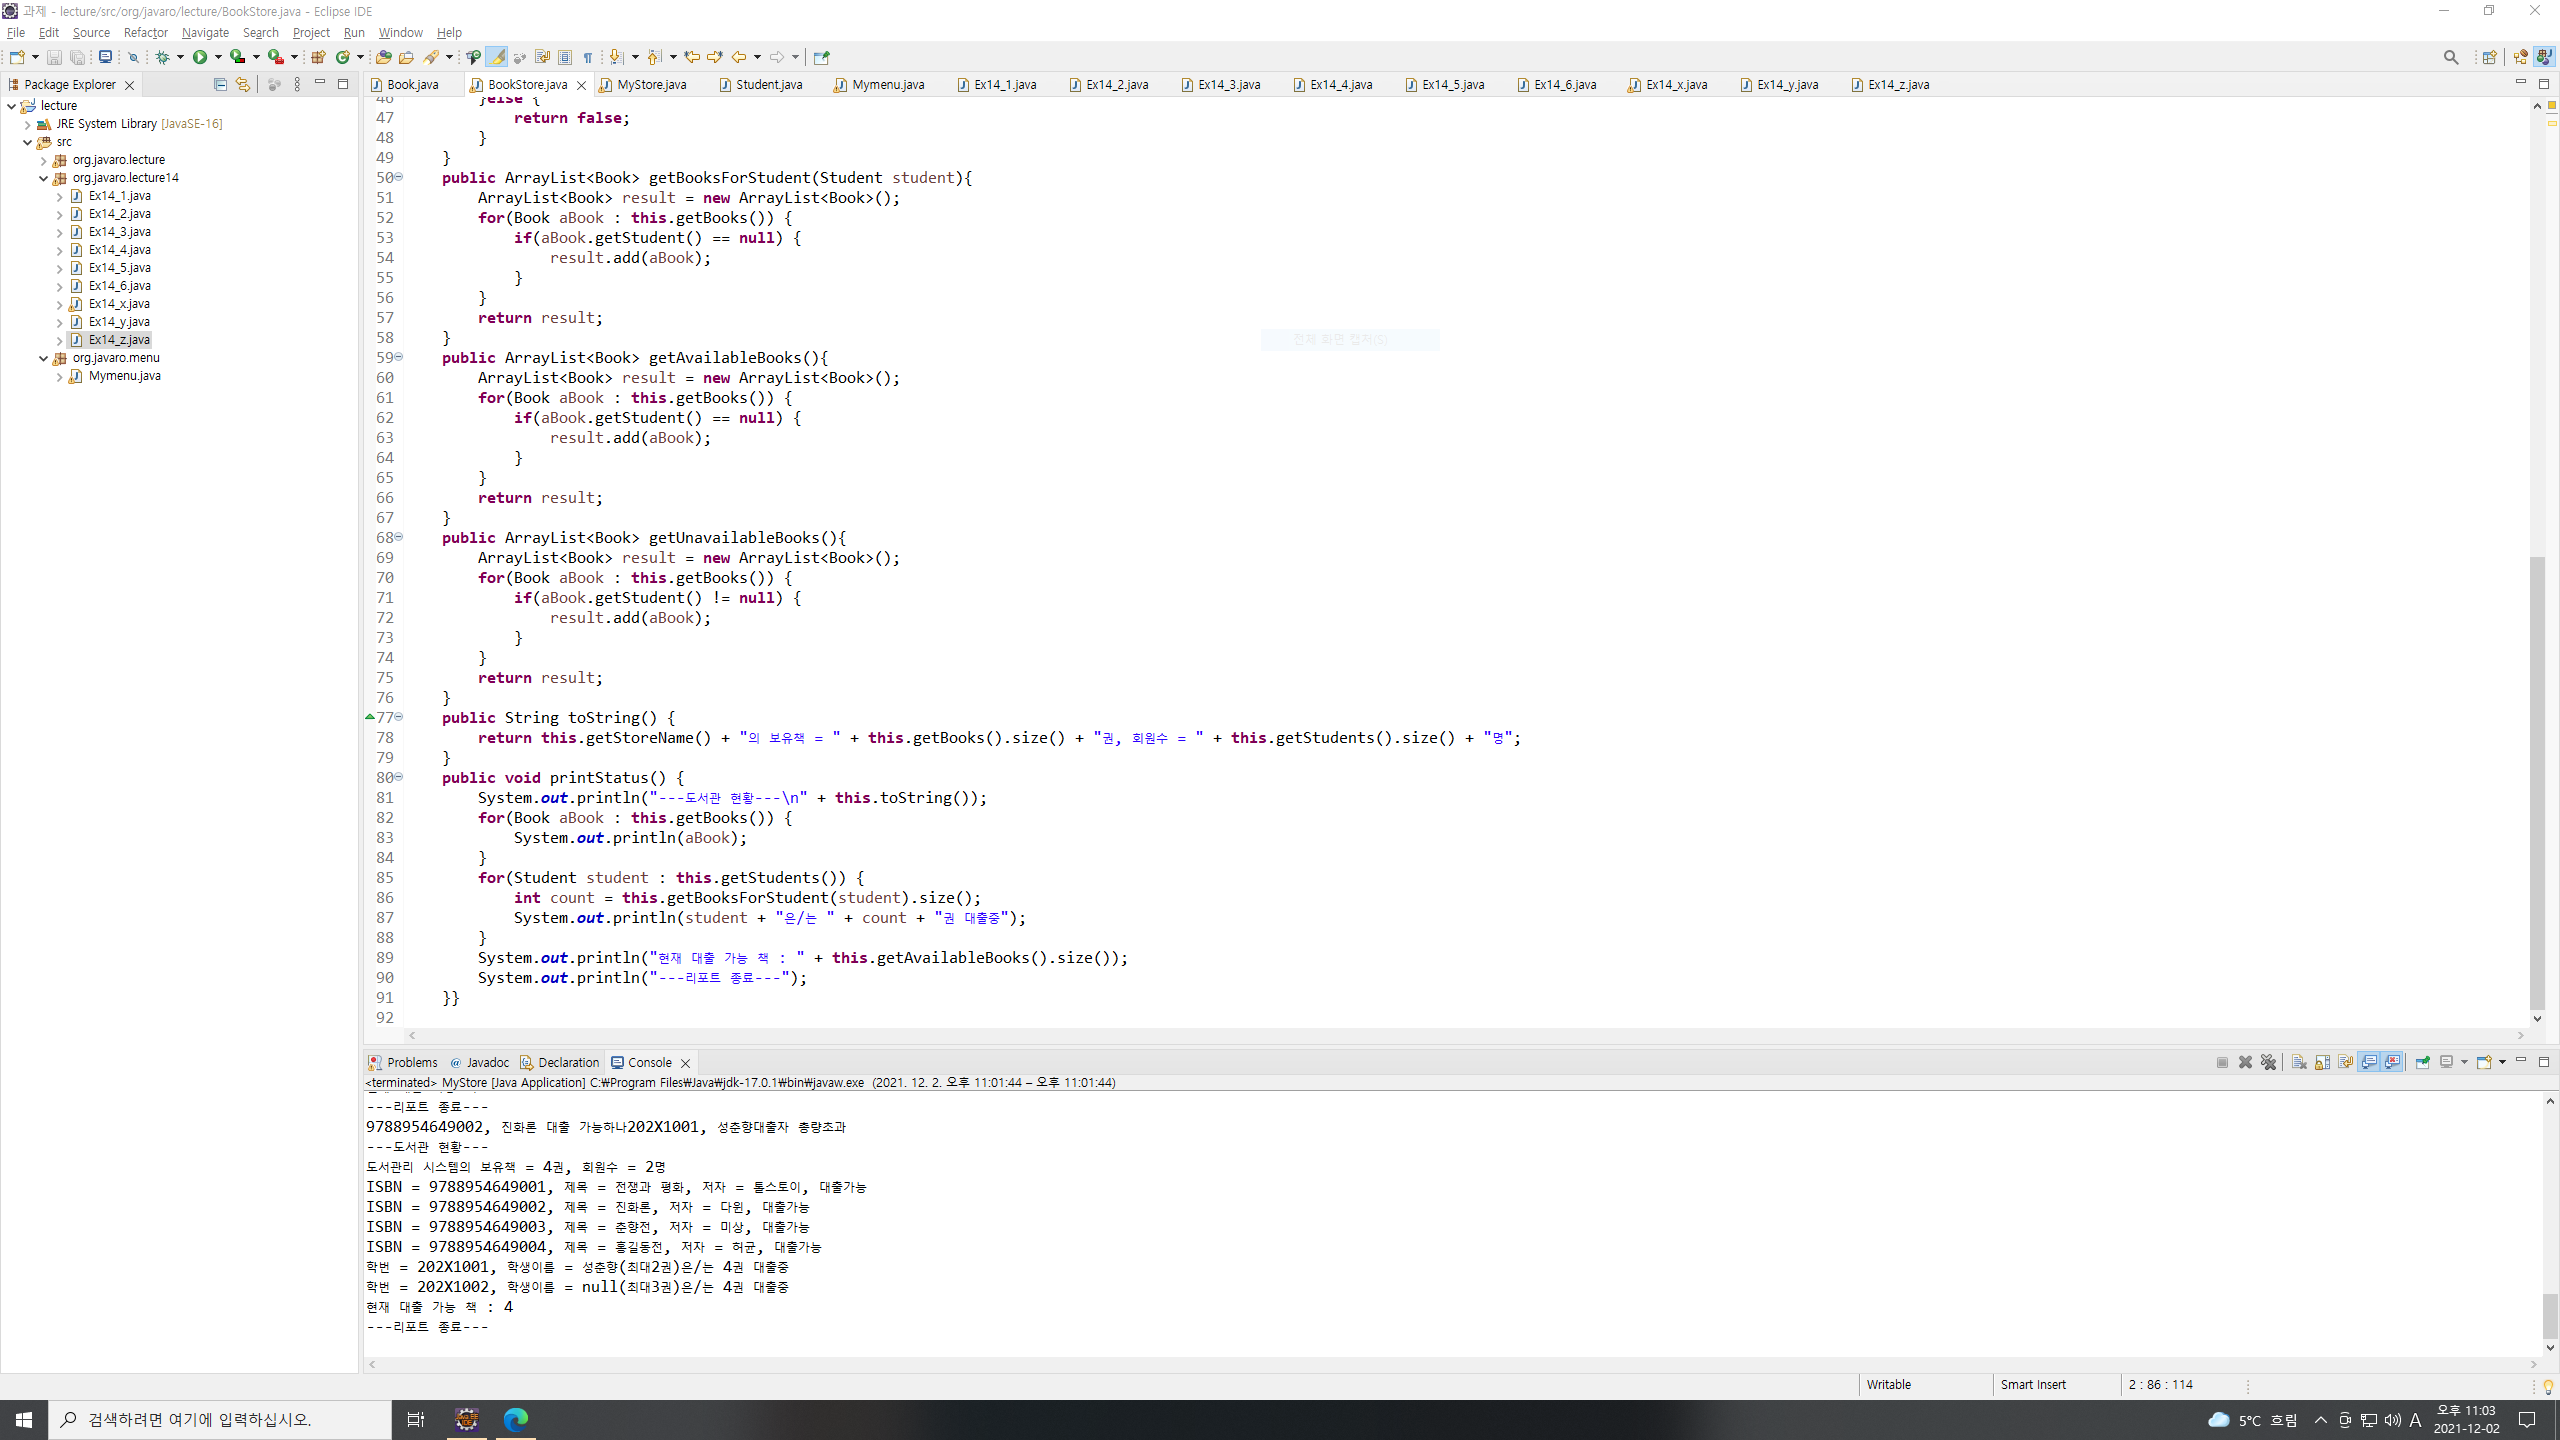 과제 - lecture/src/org/javaro/lecture/BookStore.java - Eclipse IDE
File Edit Source Refactor Navigate Search Project Run Window Help
Package Explorer
Book.java BookStore.java MyStore.java Student.java Mymenu.java Ex14_1.java Ex14_2.java Ex14_3.java Ex14_4.java Ex14_5.java Ex14_6.java Ex14_x.java Ex14_y.java Ex14_z.java
lecture
JRE System Library [JavaSE-16]
src
org.javaro.lecture
org.javaro.lecture14
Ex14_1.java
Ex14_2.java
Ex14_3.java
Ex14_4.java
Ex14_5.java
Ex14_6.java
Ex14_x.java
Ex14_y.java
Ex14_z.java
org.javaro.menu
Mymenu.java
46 }else {
47 return false;
48 }
49 }
50 public ArrayList<Book> getBooksForStudent(Student student){
51 ArrayList<Book> result = new ArrayList<Book>();
52 for(Book aBook : this.getBooks()) {
53 if(aBook.getStudent() == null) {
54 result.add(aBook);
55 }
56 }
57 return result;
58 }
전체 화면 캡처(S)
59 public ArrayList<Book> getAvailableBooks(){
60 ArrayList<Book> result = new ArrayList<Book>();
61 for(Book aBook : this.getBooks()) {
62 if(aBook.getStudent() == null) {
63 result.add(aBook);
64 }
65 }
66 return result;
67 }
68 public ArrayList<Book> getUnavailableBooks(){
69 ArrayList<Book> result = new ArrayList<Book>();
70 for(Book aBook : this.getBooks()) {
71 if(aBook.getStudent() != null) {
72 result.add(aBook);
73 }
74 }
75 return result;
76 }
77 public String toString() {
78 return this.getStoreName() + "의 보유책 = " + this.getBooks().size() + "권, 회원수 = " + this.getStudents().size() + "명";
79 }
80 public void printStatus() {
81 System.out.println("---도서관 현황---\n" + this.toString());
82 for(Book aBook : this.getBooks()) {
83 System.out.println(aBook);
84 }
85 for(Student student : this.getStudents()) {
86 int count = this.getBooksForStudent(student).size();
87 System.out.println(student + "은/는 " + count + "권 대출중");
88 }
89 System.out.println("현재 대출 가능 책 : " + this.getAvailableBooks().size());
90 System.out.println("---리포트 종료---");
91 }}
92
Problems @ Javadoc Declaration Console
<terminated> MyStore [Java Application] C:₩Program Files₩Java₩jdk-17.0.1₩bin₩javaw.exe (2021. 12. 2. 오후 11:01:44 – 오후 11:01:44)
---리포트 종료---
9788954649002, 진화론 대출 가능하나202X1001, 성춘향대출자 총량초과
---도서관 현황---
도서관리 시스템의 보유책 = 4권, 회원수 = 2명
ISBN = 9788954649001, 제목 = 전쟁과 평화, 저자 = 톨스토이, 대출가능
ISBN = 9788954649002, 제목 = 진화론, 저자 = 다윈, 대출가능
ISBN = 9788954649003, 제목 = 춘향전, 저자 = 미상, 대출가능
ISBN = 9788954649004, 제목 = 홍길동전, 저자 = 허균, 대출가능
학번 = 202X1001, 학생이름 = 성춘향(최대2권)은/는 4권 대출중
학번 = 202X1002, 학생이름 = null(최대3권)은/는 4권 대출중
현재 대출 가능 책 : 4
---리포트 종료---
Writable Smart Insert 2 : 86 : 114
검색하려면 여기에 입력하십시오.
5°C 흐림 A 오후 11:03
2021-12-02